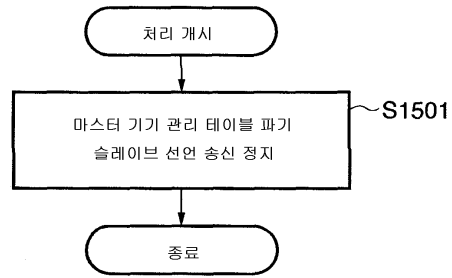 처리 개시
마스터 기기 관리 테이블 파기
슬레이브 선언 송신 정지
S1501
종료